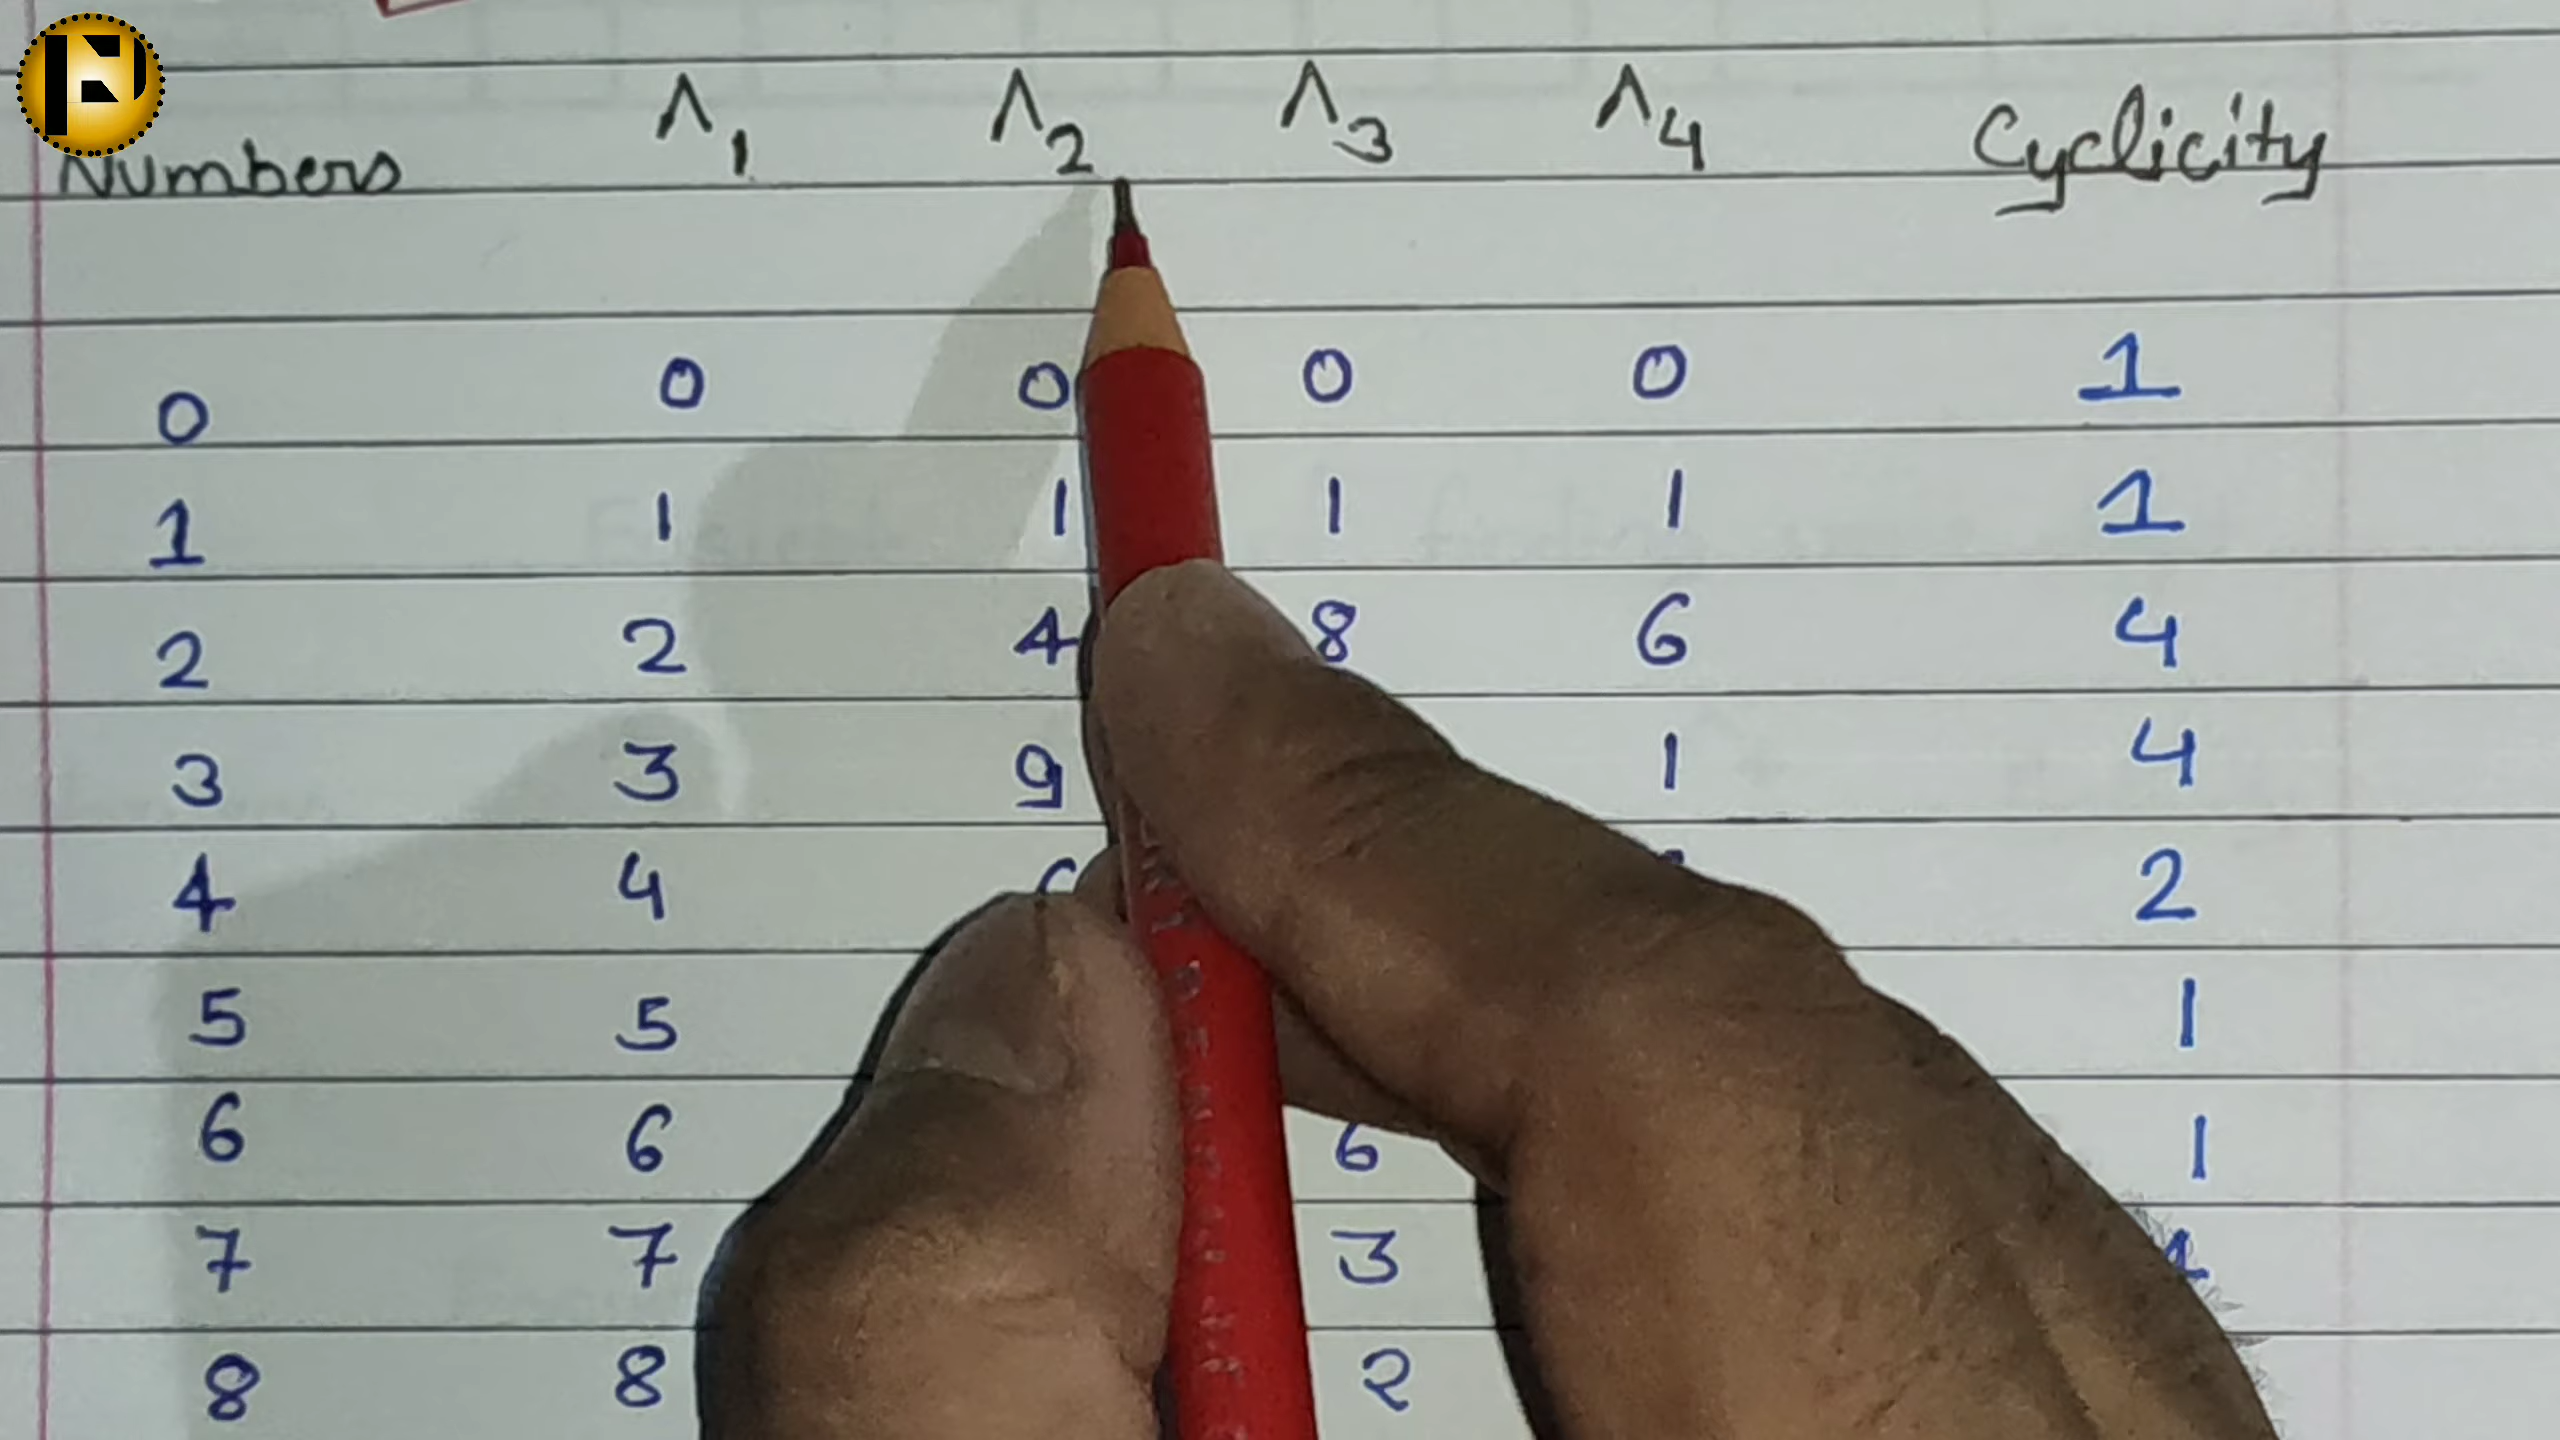 Numbers ^1 ^2 ^3 ^4 Cyclicity
0 0 0 0 0 1
1 1 1 1 1 1
2 2 4 8 6 4
3 3 9 1 4
4 4 2
5 5 1
6 6 6 1
7 7 3
8 8 2